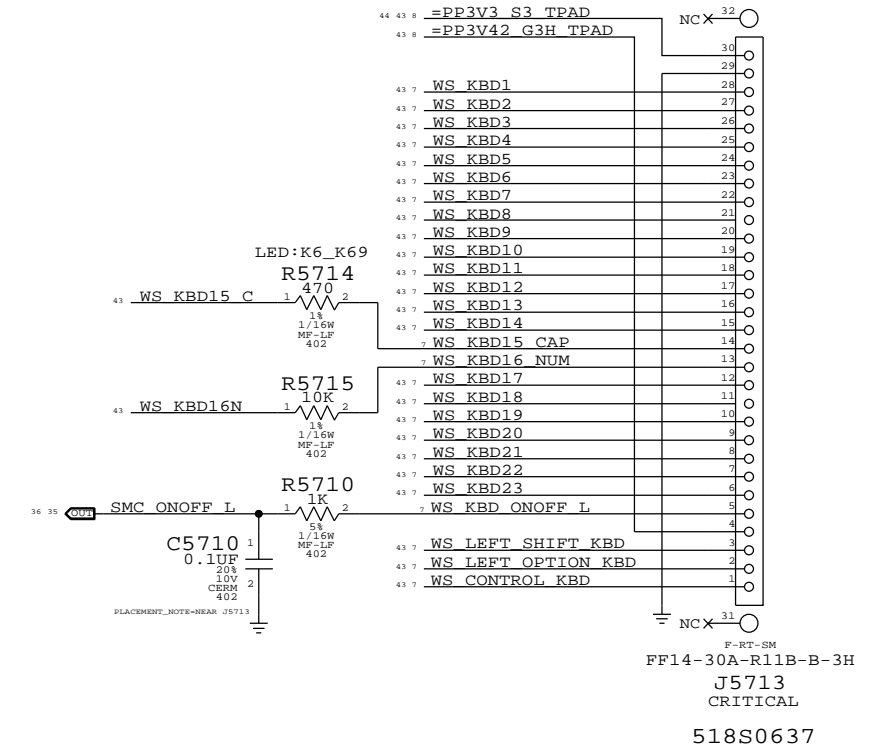 44 43 8 =PP3V3_S3_TPAD
NC 32
43 8 =PP3V42_G3H_TPAD
30
29
43 7 WS_KBD1 28
43 7 WS_KBD2 27
43 7 WS_KBD3 26
43 7 WS_KBD4 25
43 7 WS_KBD5 24
43 7 WS_KBD6 23
43 7 WS_KBD7 22
43 7 WS_KBD8 21
43 7 WS_KBD9 20
43 7 WS_KBD10 19
43 7 WS_KBD11 18
43 7 WS_KBD12 17
43 7 WS_KBD13 16
43 7 WS_KBD14 15
7 WS_KBD15_CAP 14
7 WS_KBD16_NUM 13
43 7 WS_KBD17 12
43 7 WS_KBD18 11
43 7 WS_KBD19 10
43 7 WS_KBD20 9
43 7 WS_KBD21 8
43 7 WS_KBD22 7
43 7 WS_KBD23 6
7 WS_KBD_ONOFF_L 5
4
43 7 WS_LEFT_SHIFT_KBD 3
43 7 WS_LEFT_OPTION_KBD 2
43 7 WS_CONTROL_KBD 1
NC 31
LED:K6_K69
R5714
470
43 WS_KBD15_C 1 2
1%
1/16W
MF-LF
402
R5715
10K
43 WS_KBD16N 1 2
1%
1/16W
MF-LF
402
R5710
1K
36 35 OUT SMC_ONOFF_L 1 2
5%
1/16W
MF-LF
402
C5710 1
0.1UF
20%
10V
CERM 2
402
PLACEMENT_NOTE=NEAR J5713
F-RT-SM
FF14-30A-R11B-B-3H
J5713
CRITICAL
518S0637